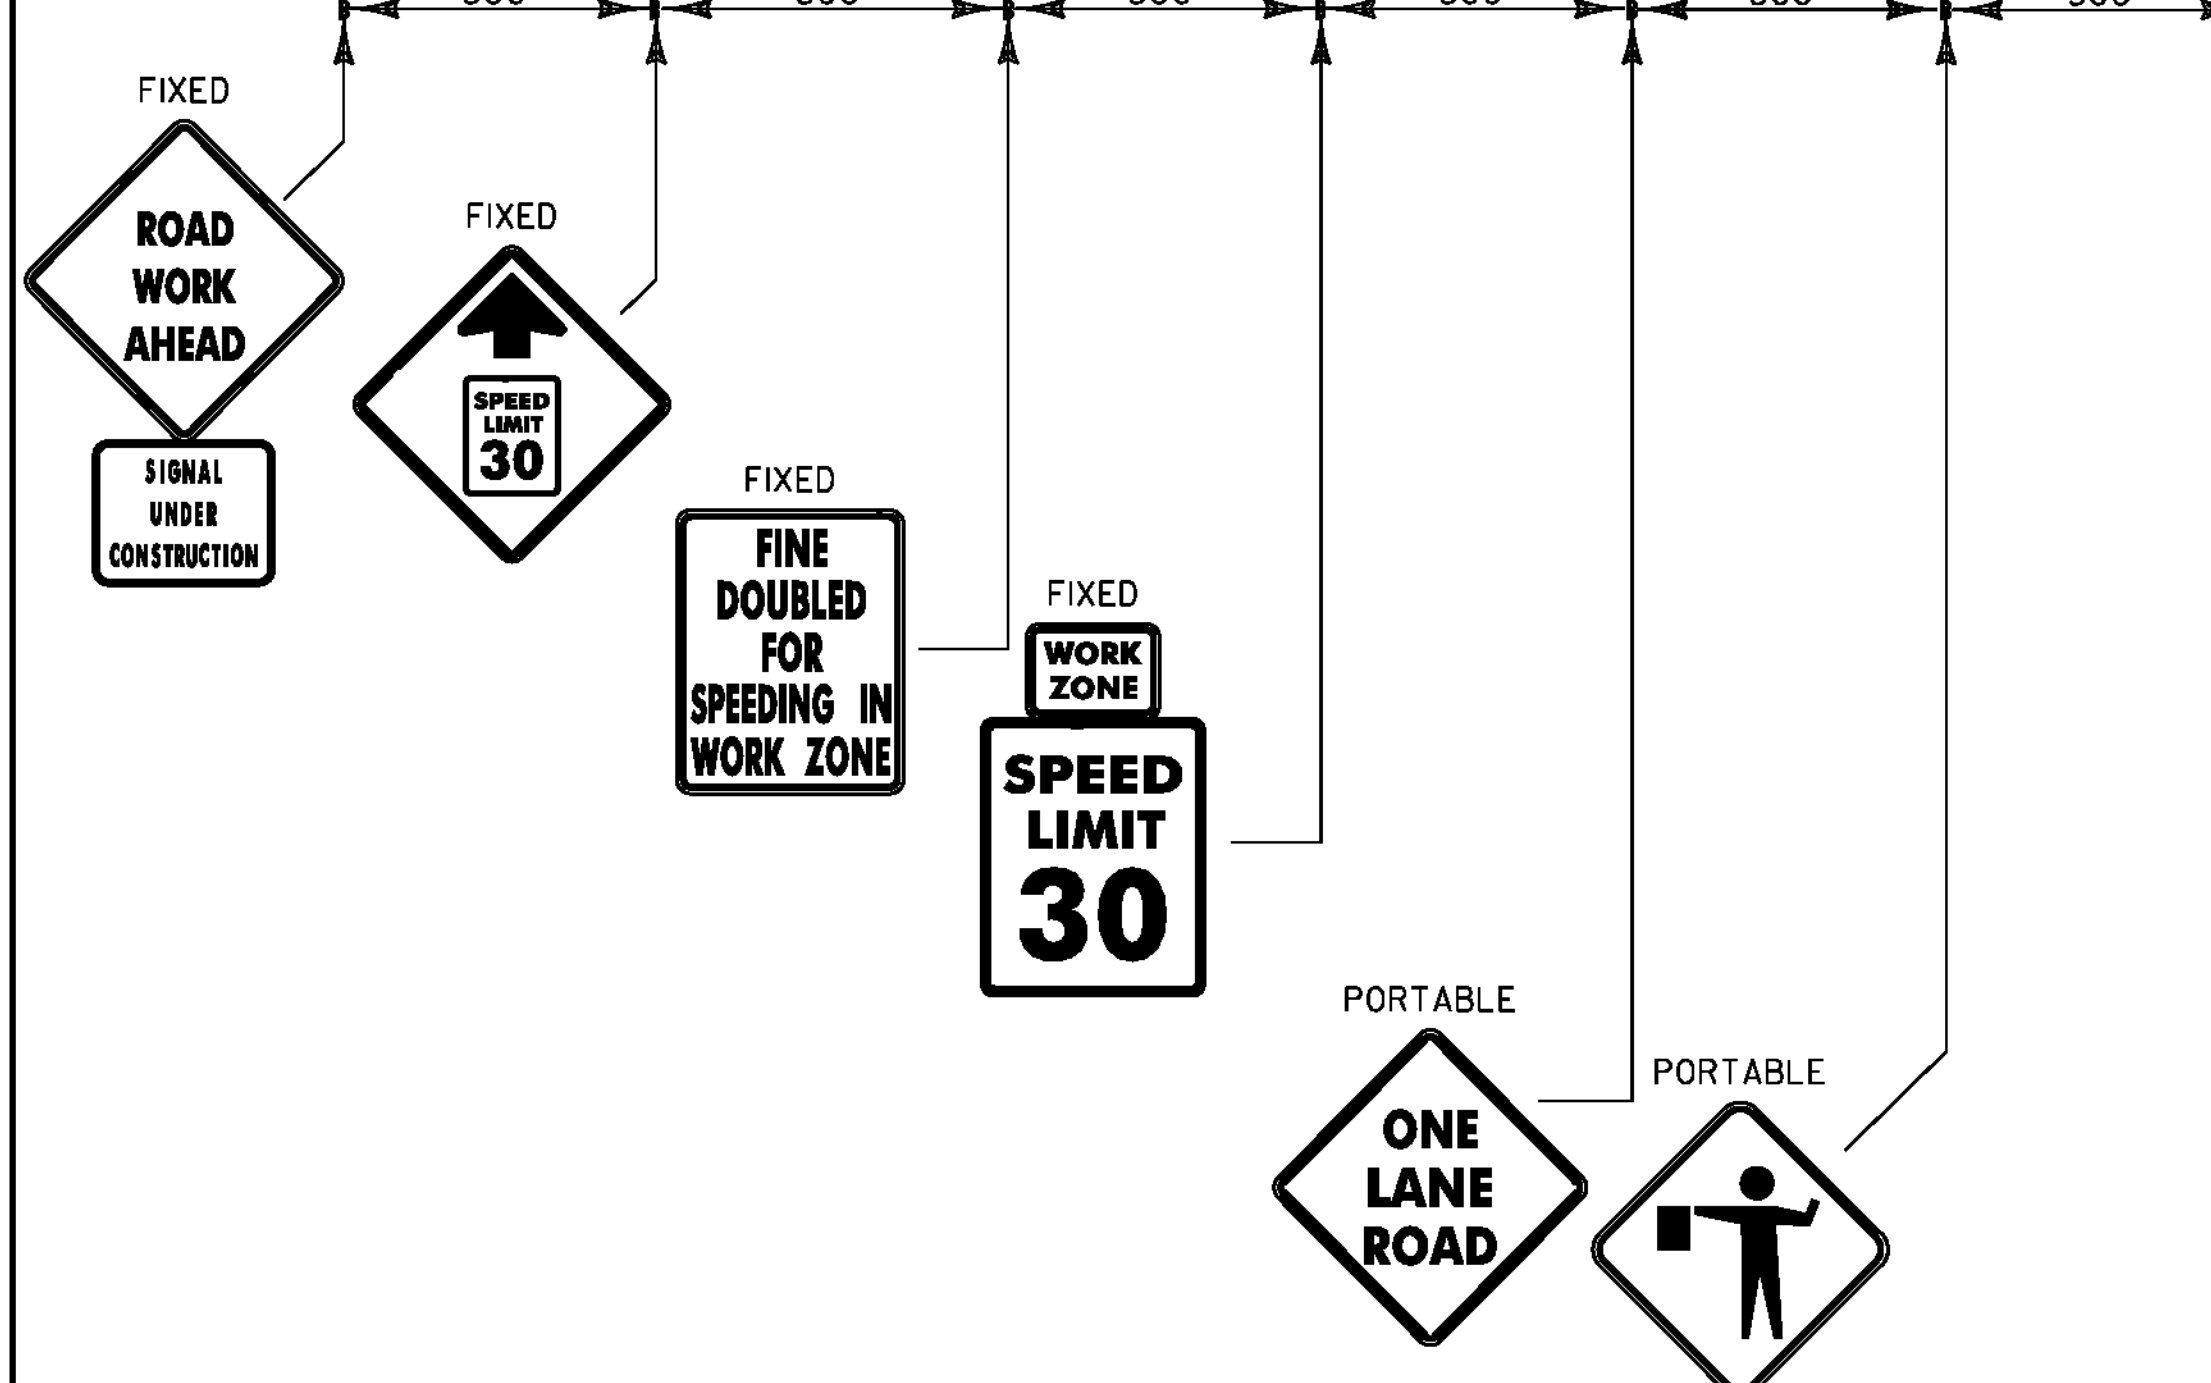 FIXED
ROAD
WORK
AHEAD
SIGNAL
UNDER
CONSTRUCTION
FIXED
SPEED
LIMIT
30
FIXED
FINE
DOUBLED
FOR
SPEEDING IN
WORK ZONE
FIXED
WORK
ZONE
SPEED
LIMIT
30
PORTABLE
ONE
LANE
ROAD
PORTABLE